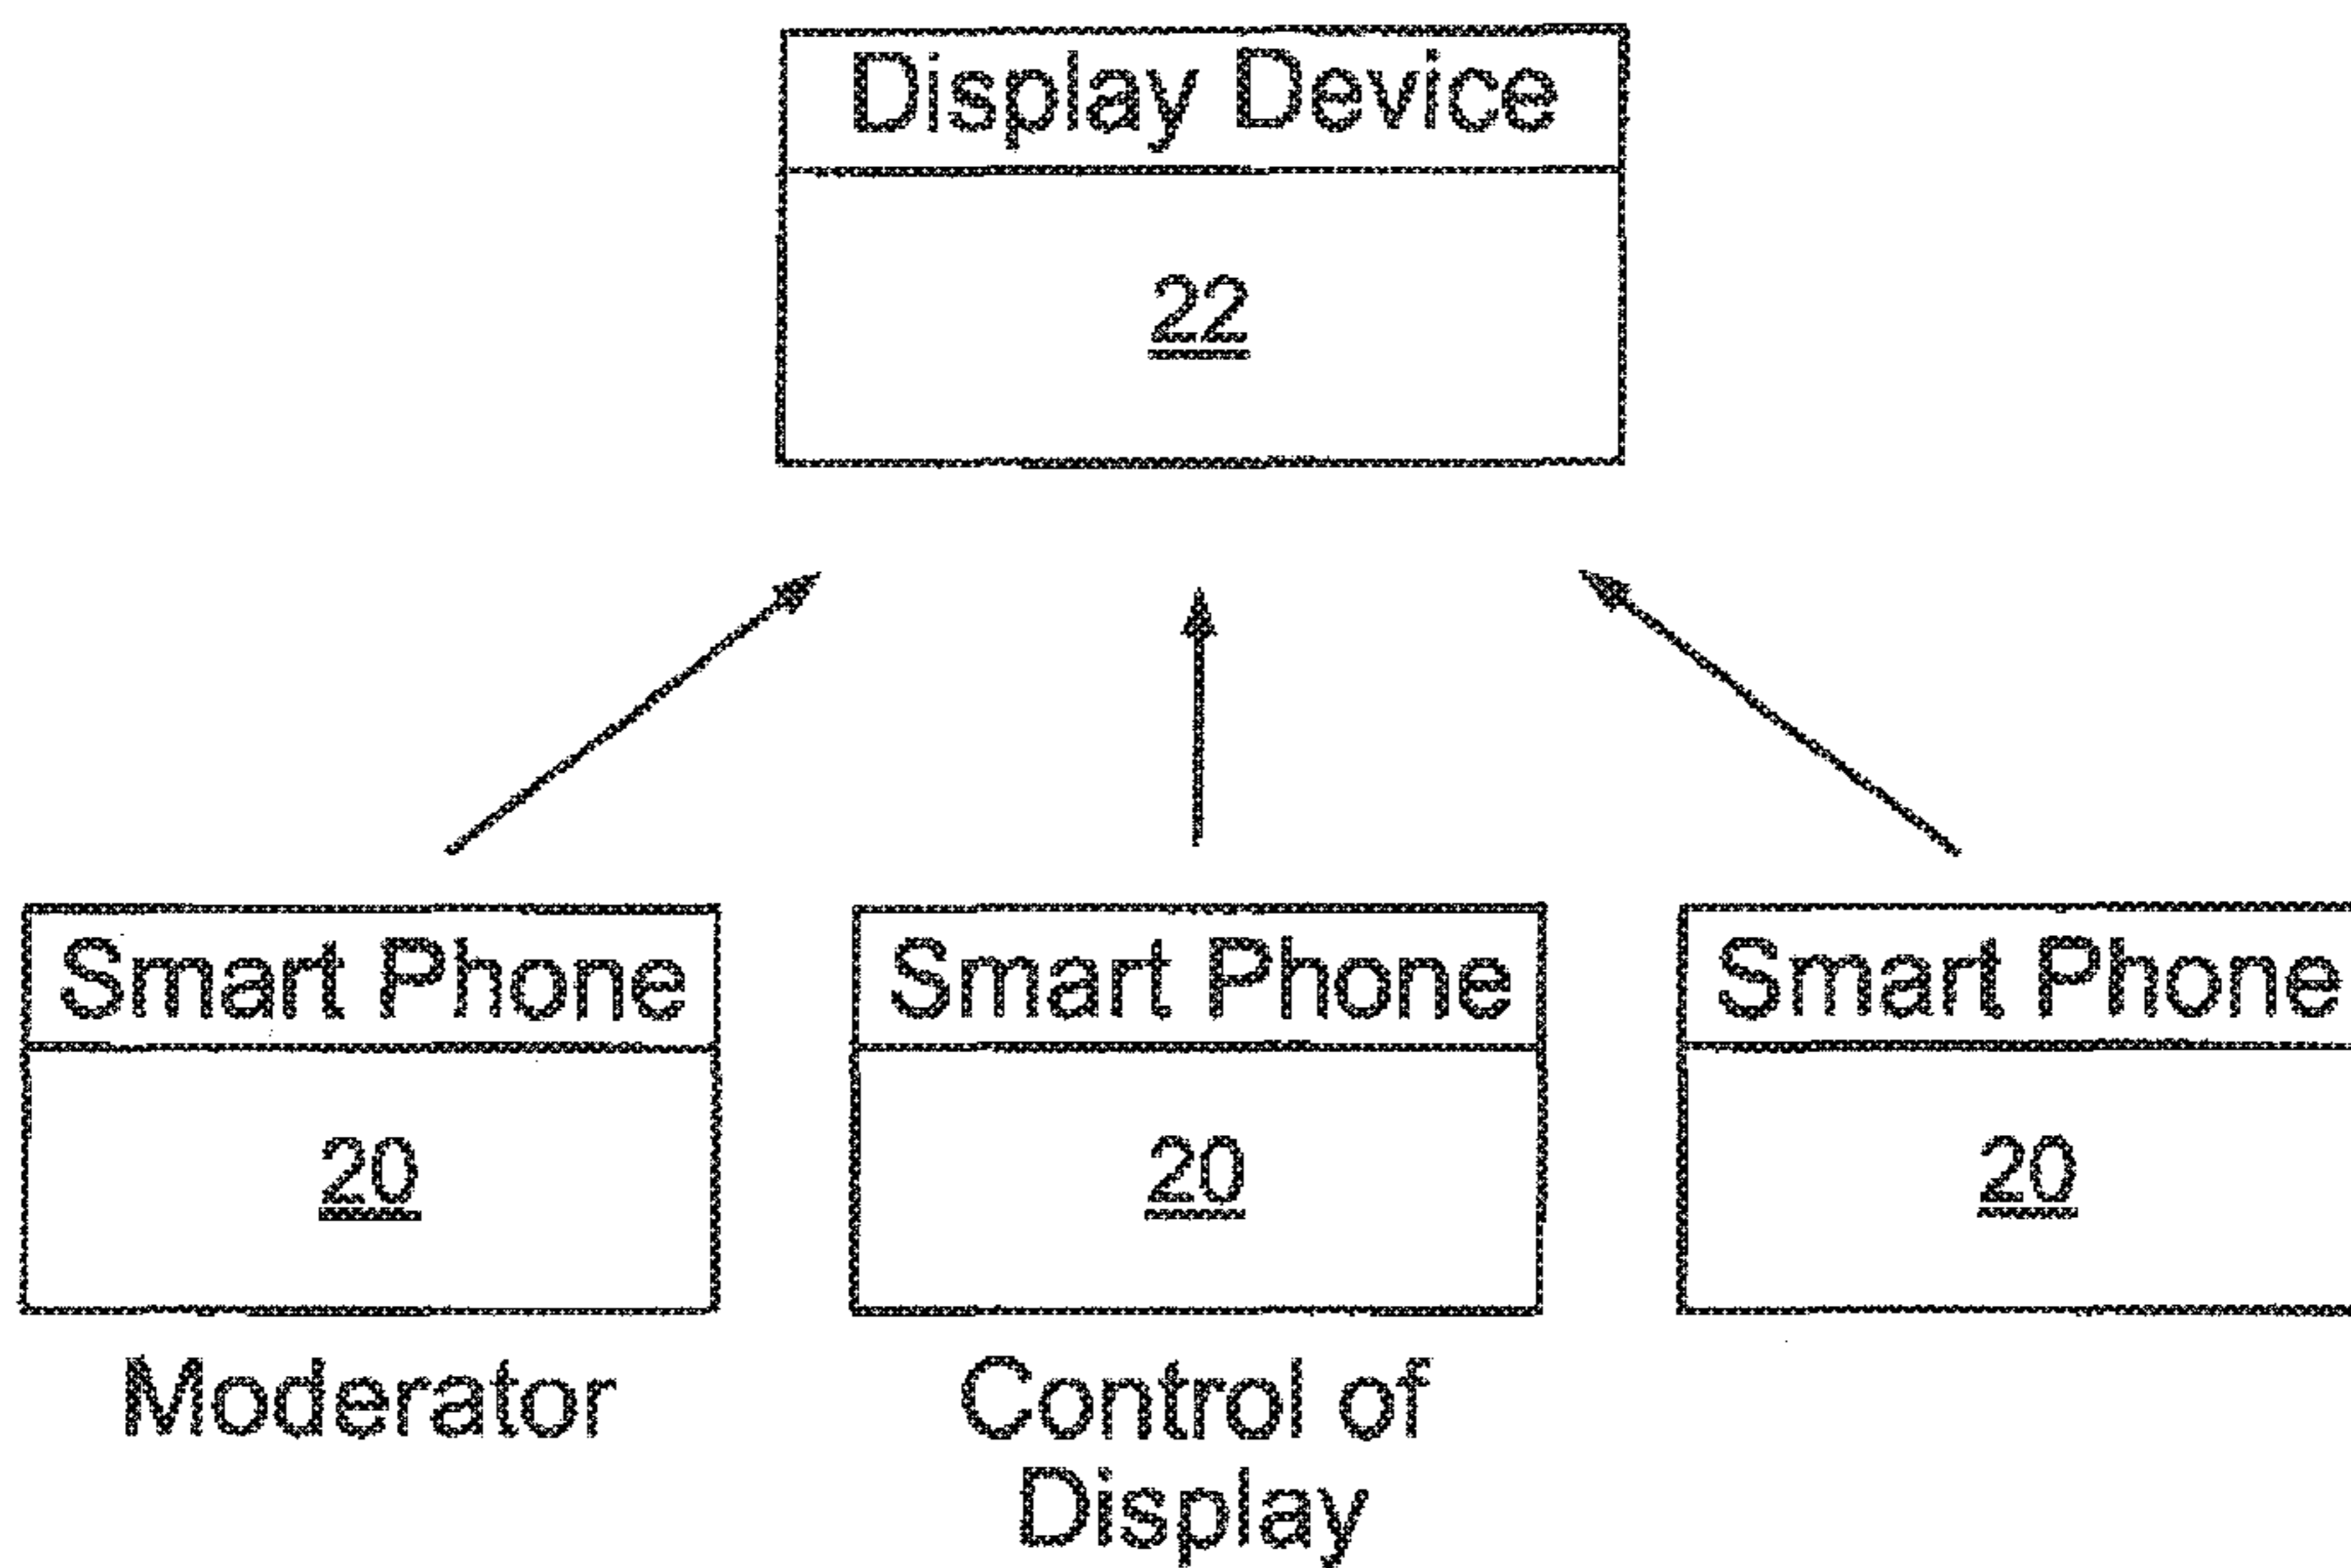 Display Device
22
Smart Phone Smart Phone Smart Phone
20 20 20
Moderator Control of
Display